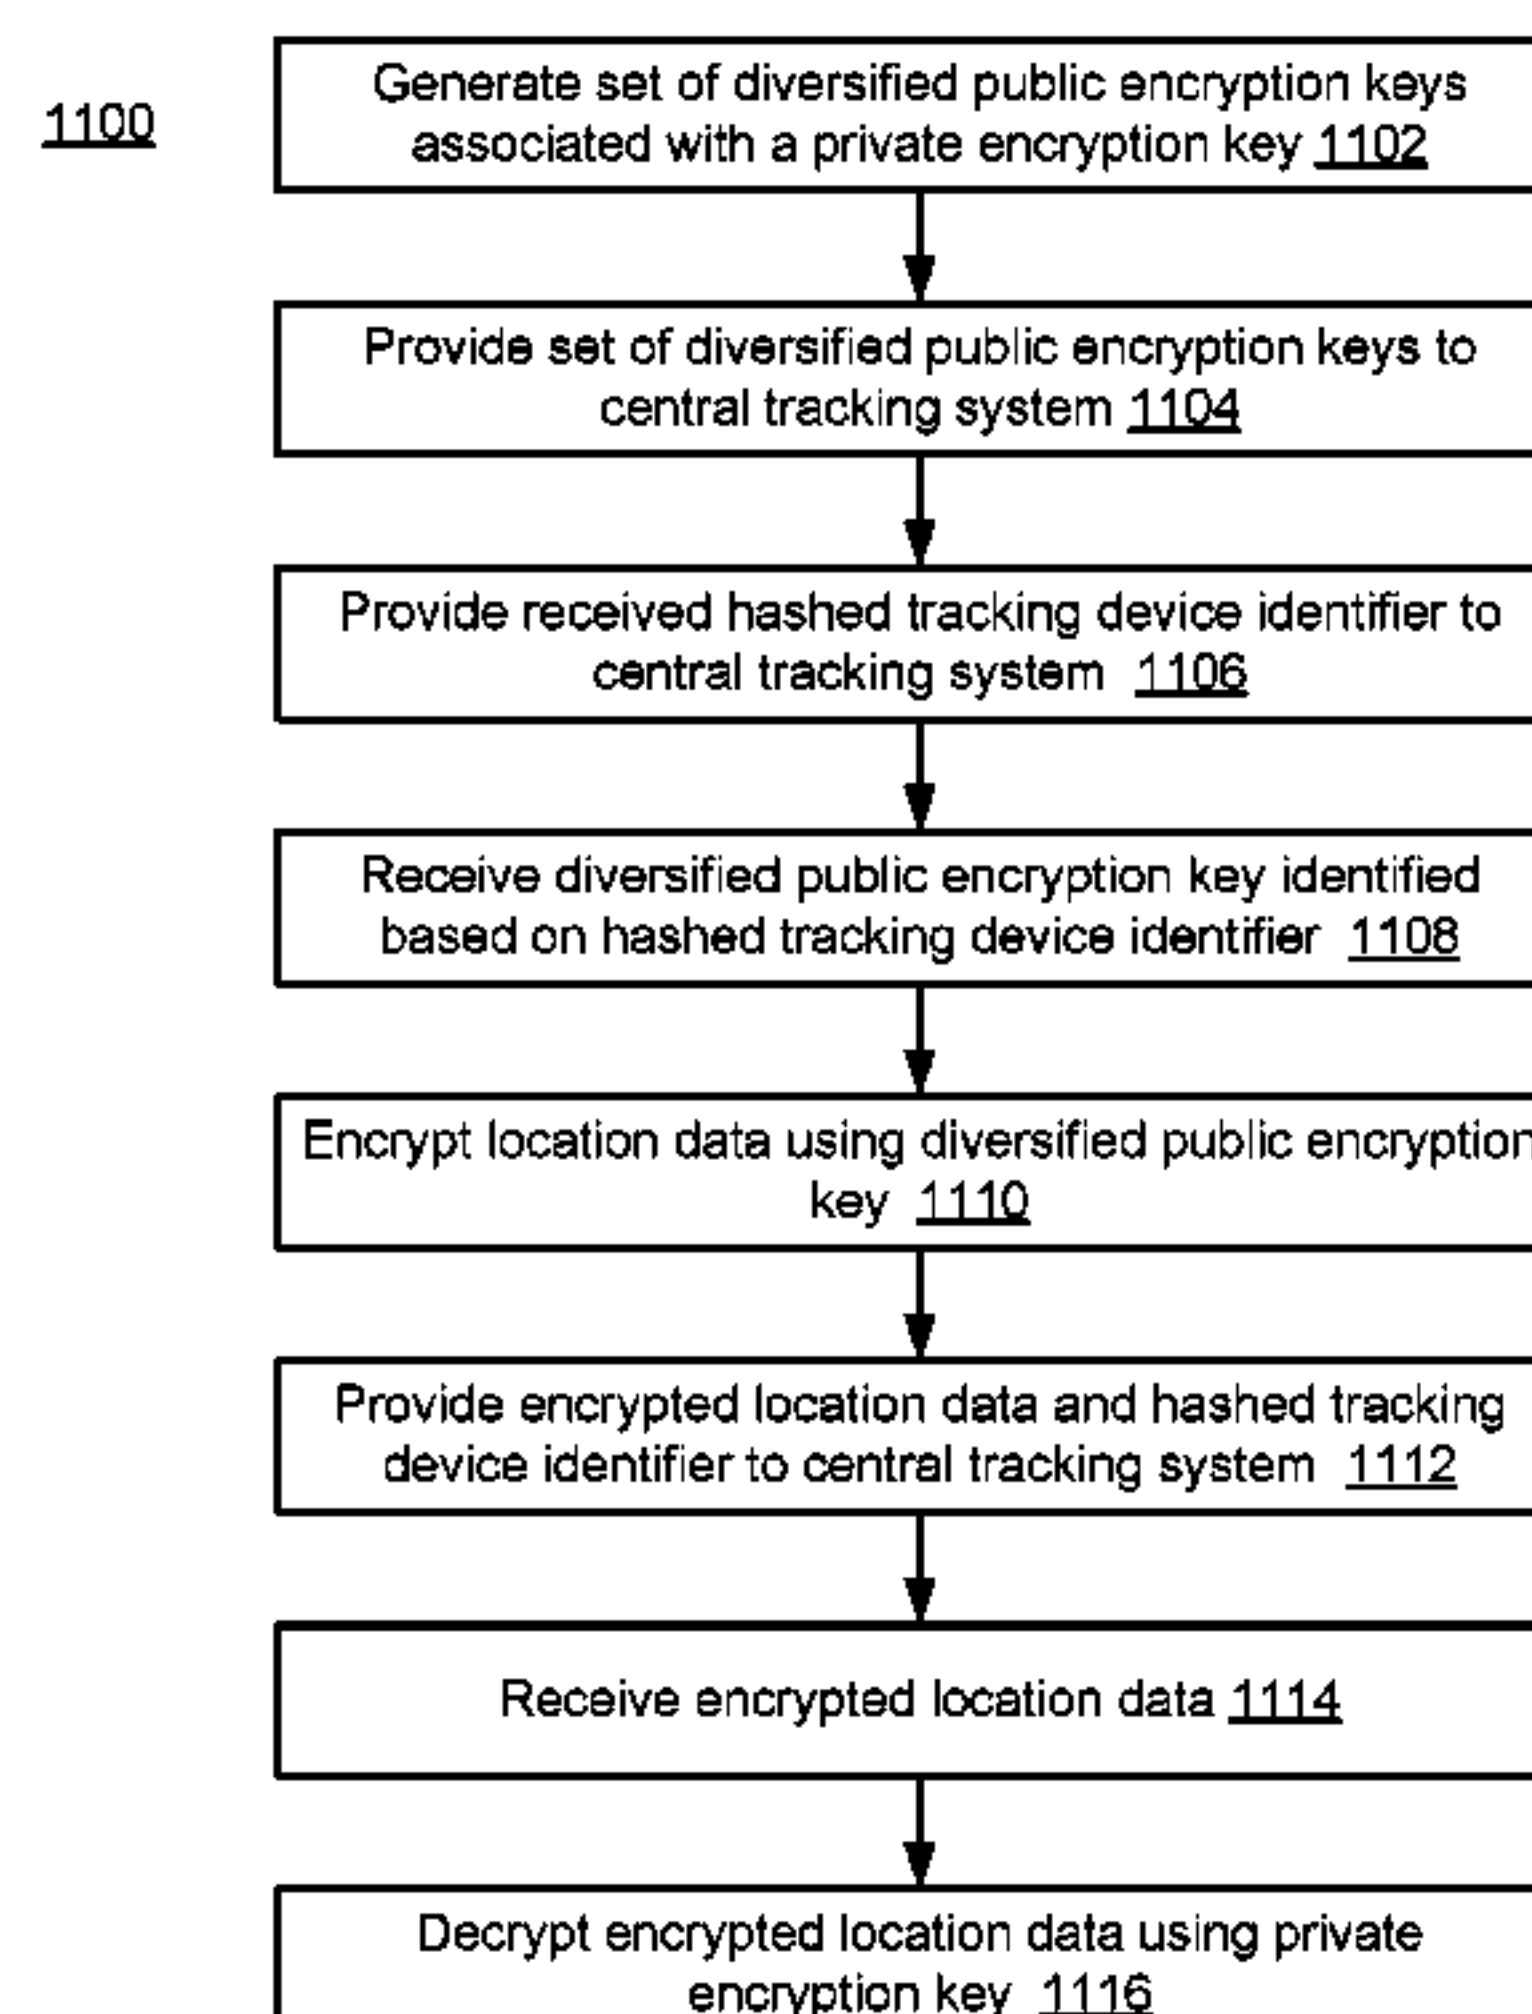 1100
Generate set of diversified public encryption keys
associated with a private encryption key 1102
Provide set of diversified public encryption keys to
central tracking system 1104
Provide received hashed tracking device identifier to
central tracking system 1106
Receive diversified public encryption key identified
based on hashed tracking device identifier 1108
Encrypt location data using diversified public encryption
key 1110
Provide encrypted location data and hashed tracking
device identifier to central tracking system 1112
Receive encrypted location data 1114
Decrypt encrypted location data using private
encryption key 1116